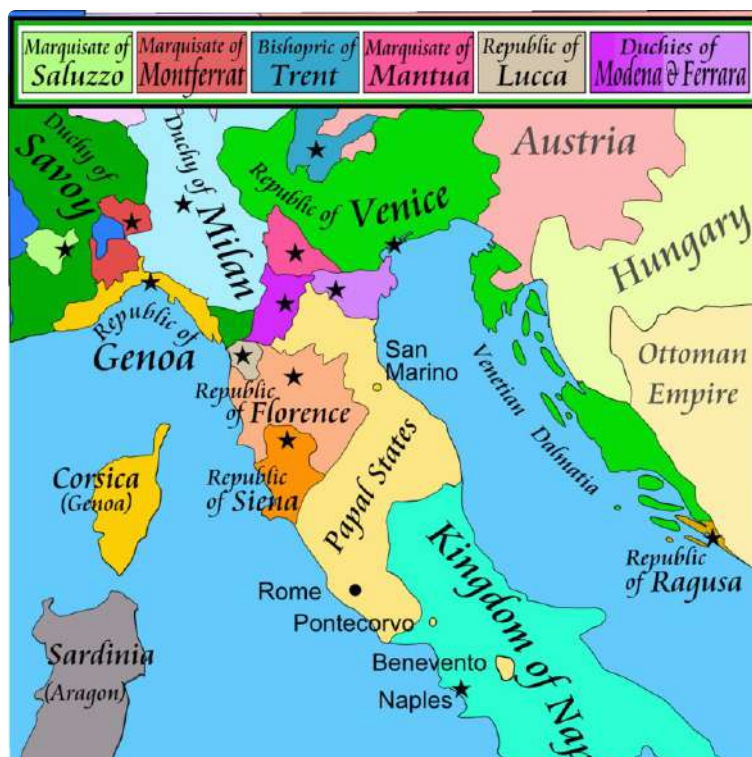 Marquisate of
Saluzzo
Marquisate of
Montferrat
Bishopric of
Trent
Marquisate of
Mantua
Republic of
Lucca
Duchies of
Modena & Ferrara
Duchy of
Savoy
Duchy of
Milan
Republic of
Venice
Austria
Hungary
Ottoman
Empire
Republic of
Genoa
San
Marino
Republic
of Florence
Venetian
Dalmatia
Papal States
Republic
of Siena
Corsica
(Genoa)
Republic
of Ragusa
Kingdom of Nap
Rome
Pontecorvo
Benevento
Naples
Sardinia
(Aragon)